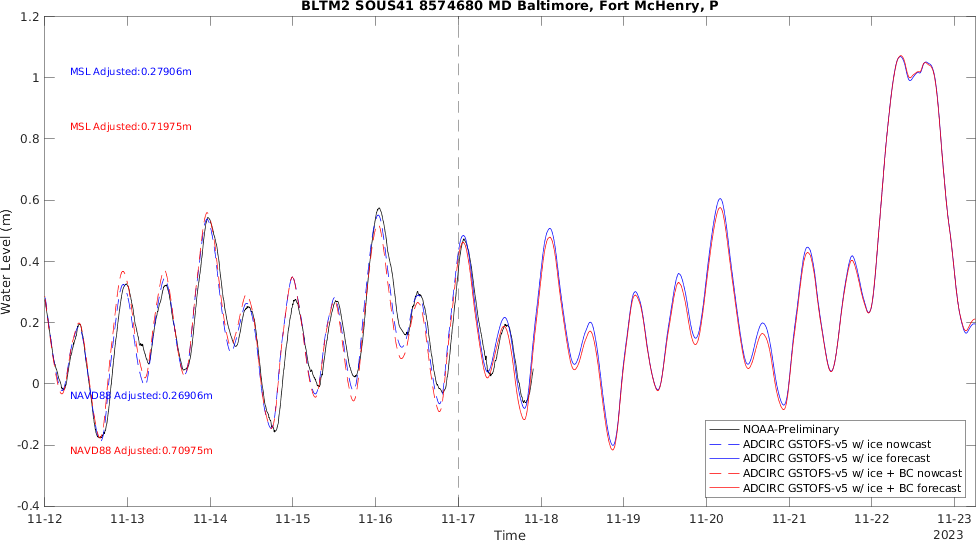 BLTM2 SOUS41 8574680 MD Baltimore, Fort McHenry, P
1.2
1
0.8
0.6
0.4
0.2
0
-0.2
-0.4
Water Level (m)
MSL Adjusted:0.27906m
MSL Adjusted:0.71975m
NAVD88 Adjusted:0.26906m
NAVD88 Adjusted:0.70975m
NOAA-Preliminary
ADCIRC GSTOFS-v5 w/ ice nowcast
ADCIRC GSTOFS-v5 w/ ice forecast
ADCIRC GSTOFS-v5 w/ ice + BC nowcast
ADCIRC GSTOFS-v5 w/ ice + BC forecast
11-12 11-13 11-14 11-15 11-16 11-17 11-18 11-19 11-20 11-21 11-22 11-23
2023
Time